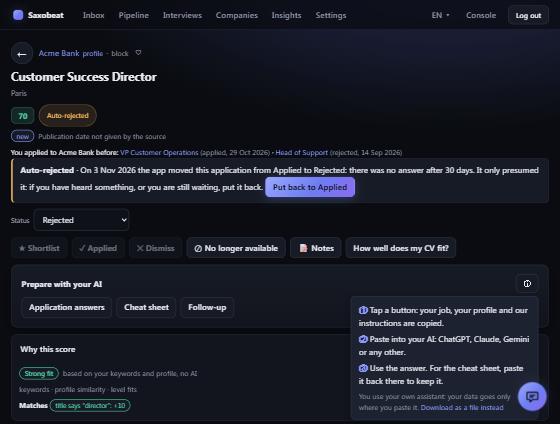 Saxobeat Inbox Pipeline Interviews Companies Insights Settings EN Console Log out
← Acme Bank profile · block
Customer Success Director
Paris
70 Auto-rejected
new Publication date not given by the source
You applied to Acme Bank before: VP Customer Operations (applied, 29 Oct 2026) · Head of Support (rejected, 14 Sep 2026)
Auto-rejected · On 3 Nov 2026 the app moved this application from Applied to Rejected: there was no answer after 30 days. It only presumed
it: if you have heard something, or you are still waiting, put it back. Put back to Applied
Status Rejected
★ Shortlist ✓ Applied ✕ Dismiss ⊘ No longer available 📝 Notes How well does my CV fit?
Prepare with your AI
Application answers Cheat sheet Follow-up
1 Tap a button: your job, your profile and our
instructions are copied.
2 Paste into your AI: ChatGPT, Claude, Gemini
or any other.
3 Use the answer. For the cheat sheet, paste
it back there to keep it.
You use your own assistant: your data goes only
where you paste it. Download as a file instead
Why this score
Strong fit based on your keywords and profile, no AI
keywords · profile similarity · level fits
Matches title says "director": +10